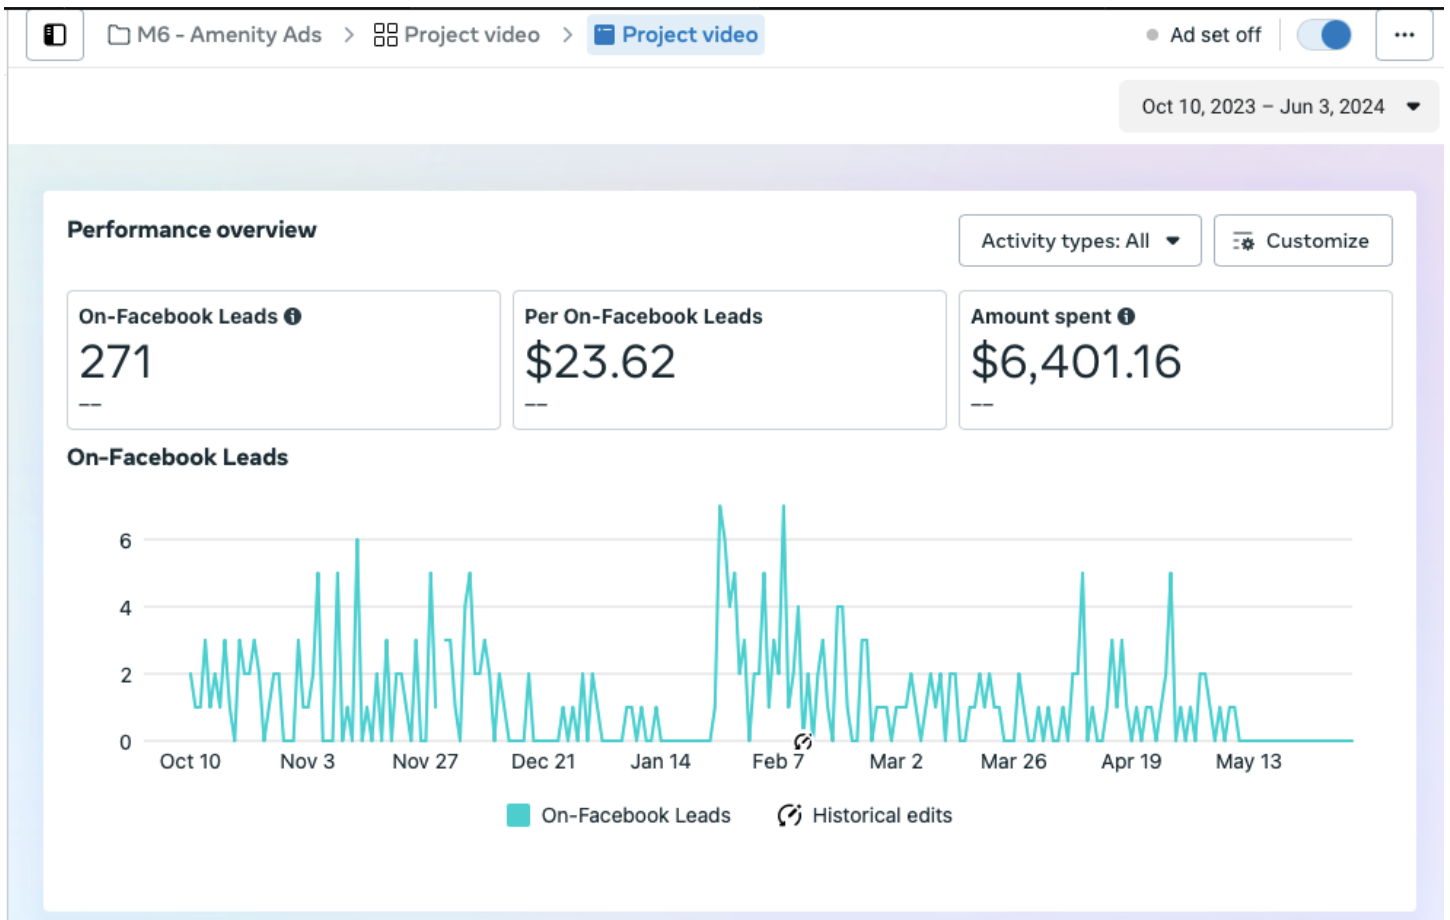 M6 - Amenity Ads > Project video > Project video
Ad set off
Oct 10, 2023 – Jun 3, 2024
Performance overview
Activity types: All
Customize
On-Facebook Leads
271
--
Per On-Facebook Leads
$23.62
--
Amount spent
$6,401.16
--
On-Facebook Leads
6
4
2
0
Oct 10 Nov 3 Nov 27 Dec 21 Jan 14 Feb 7 Mar 2 Mar 26 Apr 19 May 13
On-Facebook Leads Historical edits